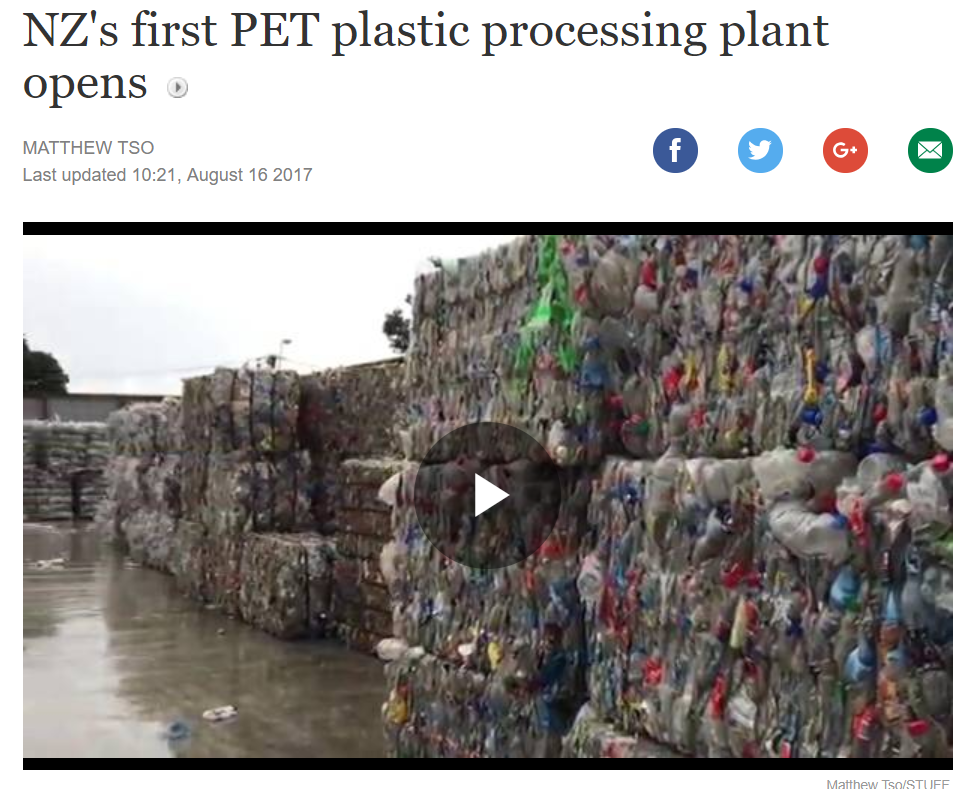 NZ's first PET plastic processing plant
opens
MATTHEW TSO
Last updated 10:21, August 16 2017
f
G+
Matthew Tso/STUFF